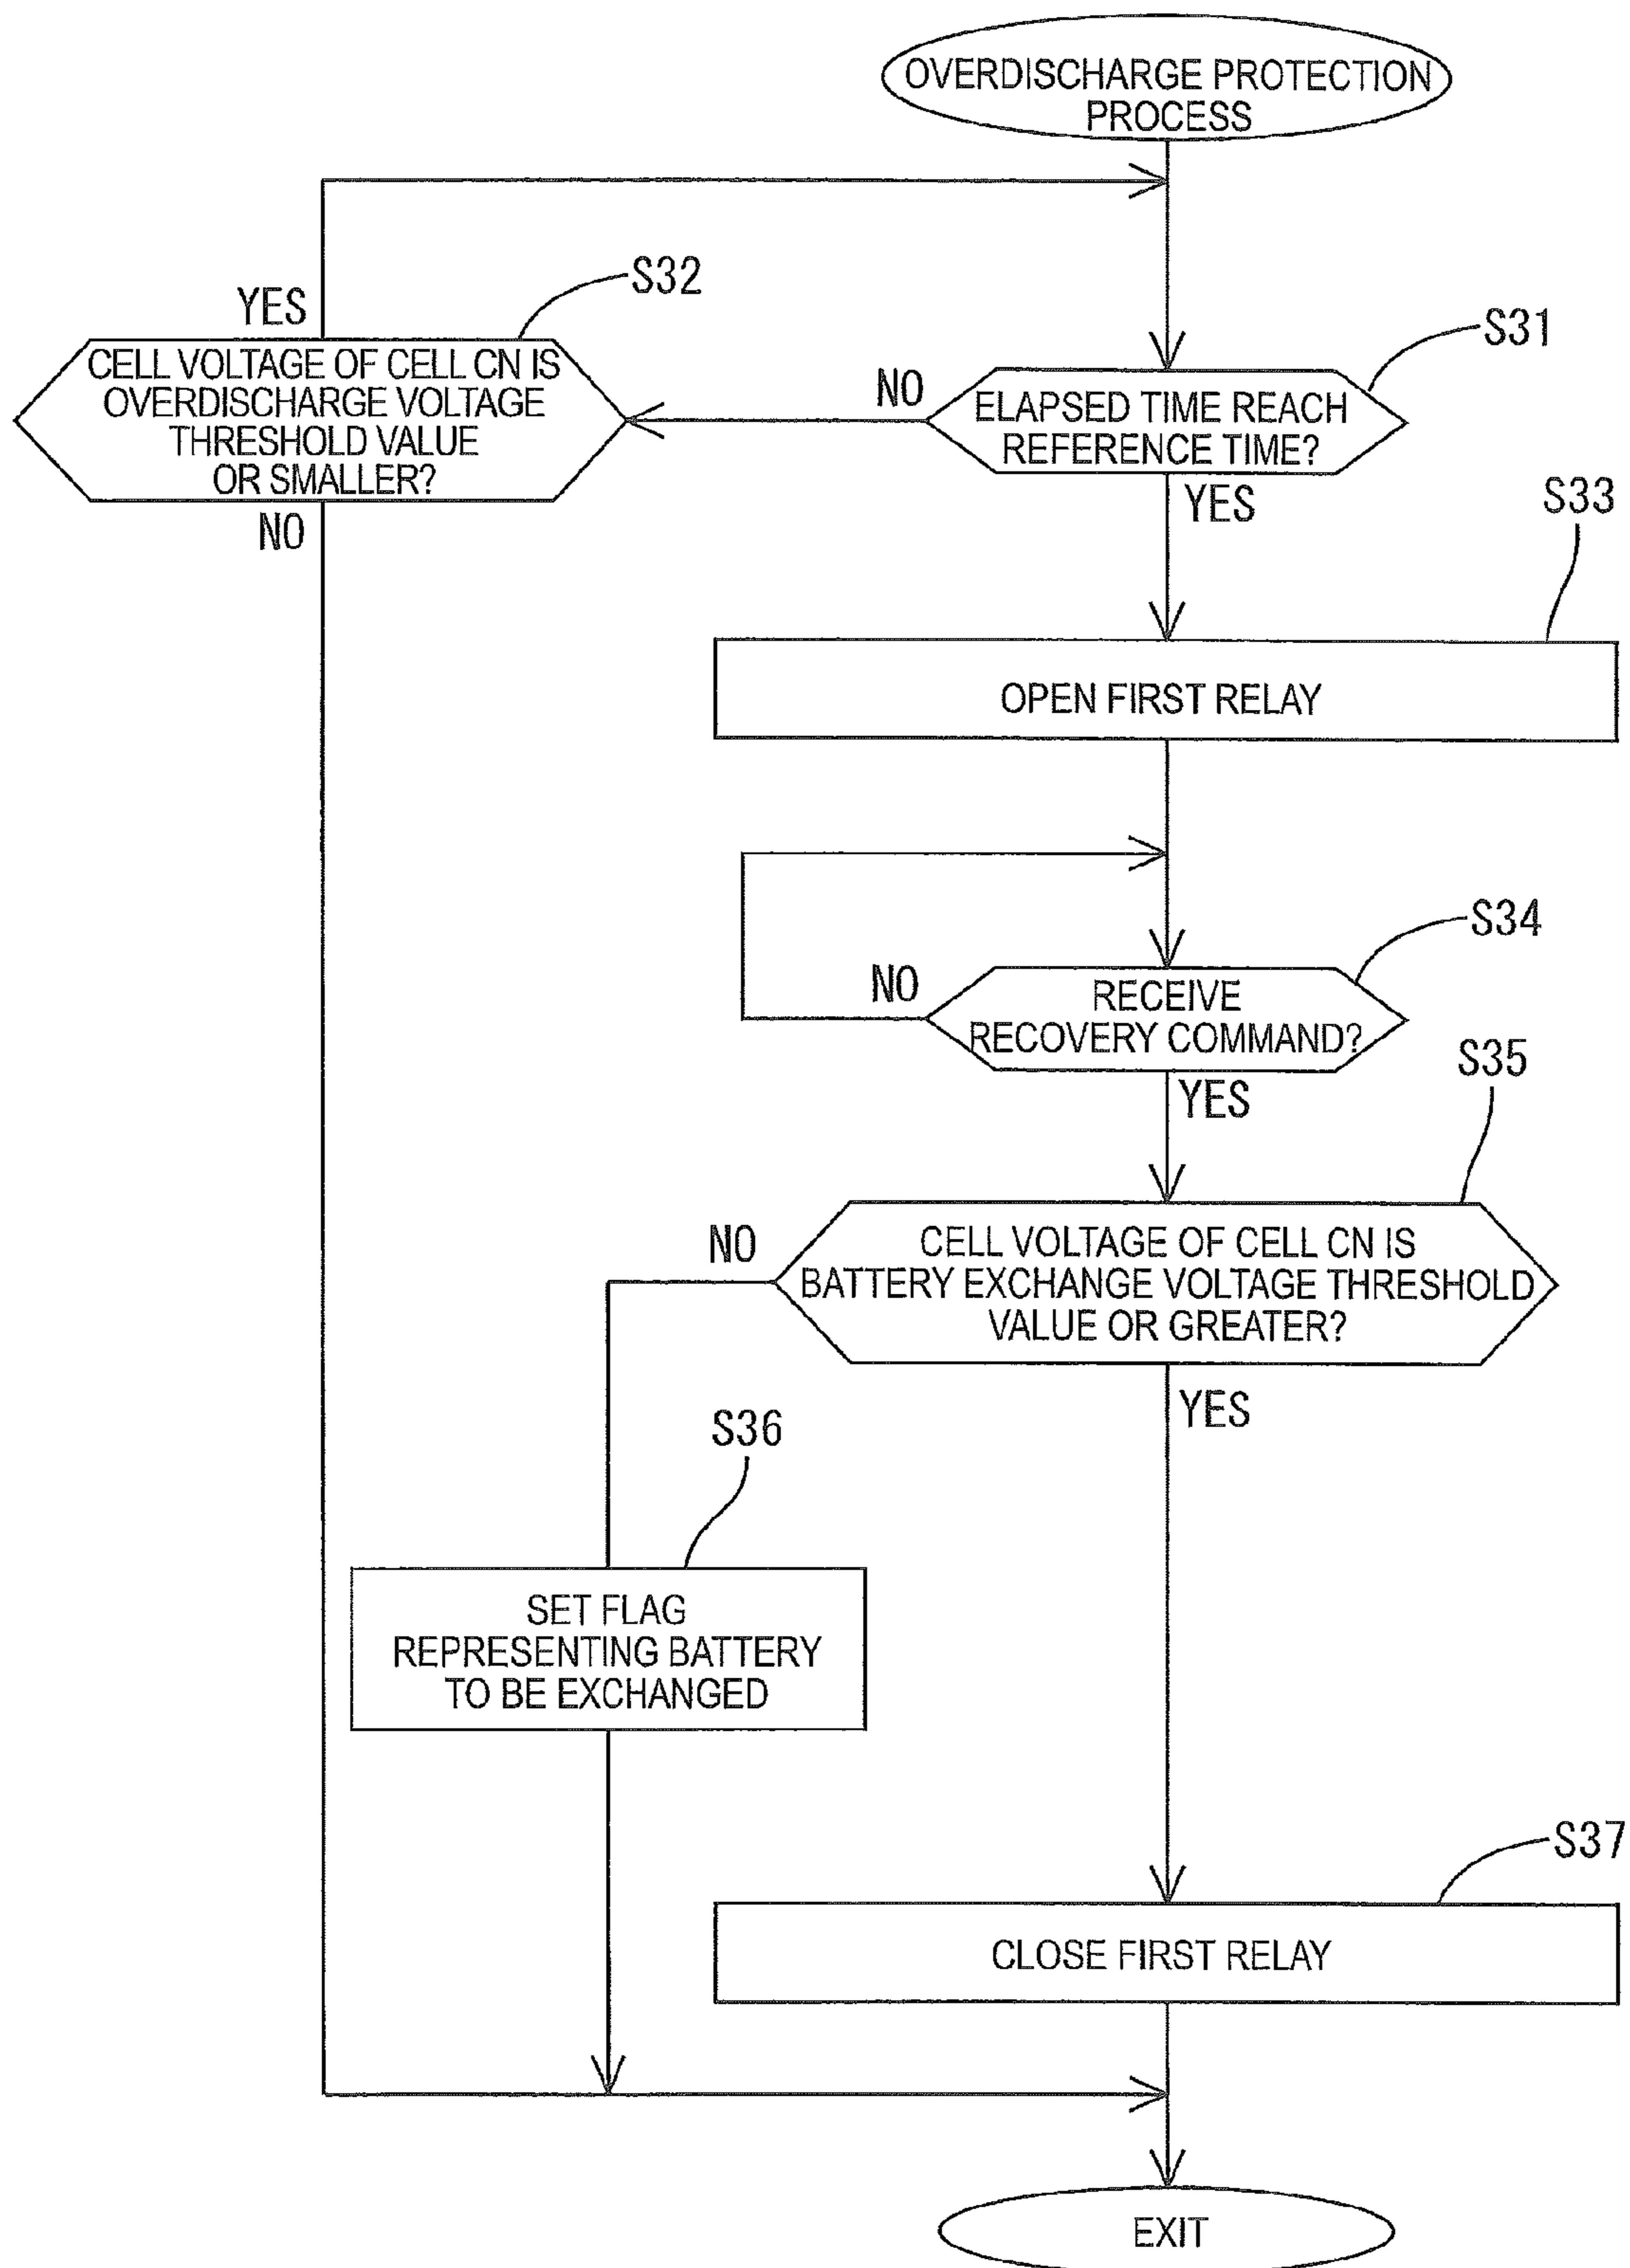 OVERDISCHARGE PROTECTION
PROCESS
S32
YES
CELL VOLTAGE OF CELL CN IS
OVERDISCHARGE VOLTAGE
THRESHOLD VALUE
OR SMALLER?
NO
S31
NO
ELAPSED TIME REACH
REFERENCE TIME?
YES
S33
OPEN FIRST RELAY
S34
NO
RECEIVE
RECOVERY COMMAND?
YES
S35
NO
CELL VOLTAGE OF CELL CN IS
BATTERY EXCHANGE VOLTAGE THRESHOLD
VALUE OR GREATER?
YES
S36
SET FLAG
REPRESENTING BATTERY
TO BE EXCHANGED
S37
CLOSE FIRST RELAY
EXIT